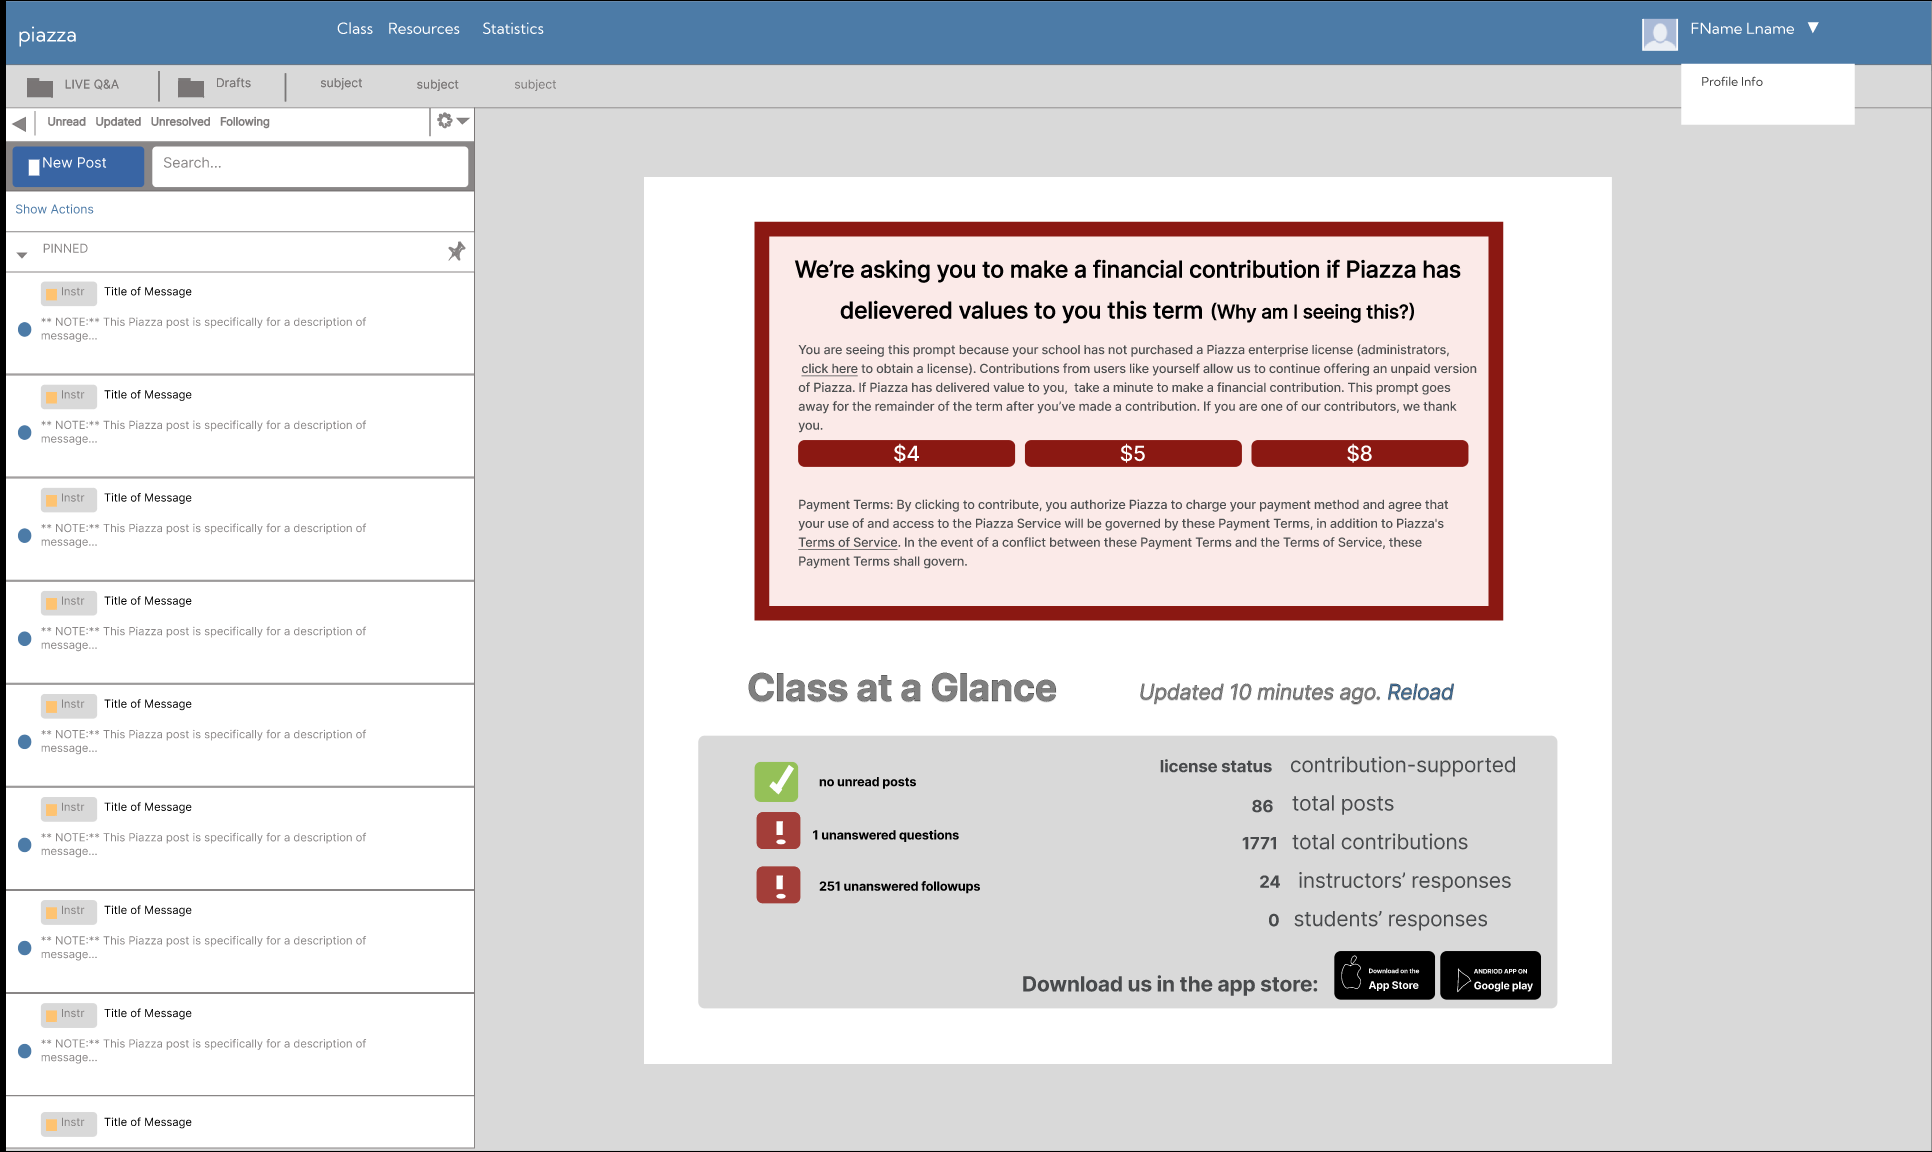 piazza
Class Resources Statistics
FName Lname ▼
LIVE Q&A Drafts subject subject subject
Profile Info
Unread Updated Unresolved Following
New Post Search...
Show Actions
PINNED
Instr Title of Message
** NOTE:** This Piazza post is specifically for a description of
message...
Instr Title of Message
** NOTE:** This Piazza post is specifically for a description of
message...
Instr Title of Message
** NOTE:** This Piazza post is specifically for a description of
message...
Instr Title of Message
** NOTE:** This Piazza post is specifically for a description of
message...
Instr Title of Message
** NOTE:** This Piazza post is specifically for a description of
message...
Instr Title of Message
** NOTE:** This Piazza post is specifically for a description of
message...
Instr Title of Message
** NOTE:** This Piazza post is specifically for a description of
message...
Instr Title of Message
** NOTE:** This Piazza post is specifically for a description of
message...
Instr Title of Message
We're asking you to make a financial contribution if Piazza has
delievered values to you this term (Why am I seeing this?)
You are seeing this prompt because your school has not purchased a Piazza enterprise license (administrators,
click here to obtain a license). Contributions from users like yourself allow us to continue offering an unpaid version
of Piazza. If Piazza has delivered value to you, take a minute to make a financial contribution. This prompt goes
away for the remainder of the term after you've made a contribution. If you are one of our contributors, we thank
you.
$4 $5 $8
Payment Terms: By clicking to contribute, you authorize Piazza to charge your payment method and agree that
your use of and access to the Piazza Service will be governed by these Payment Terms, in addition to Piazza's
Terms of Service. In the event of a conflict between these Payment Terms and the Terms of Service, these
Payment Terms shall govern.
Class at a Glance
Updated 10 minutes ago. Reload
no unread posts
1 unanswered questions
251 unanswered followups
license status contribution-supported
86 total posts
1771 total contributions
24 instructors' responses
0 students' responses
Download us in the app store:
Download on the
App Store
ANDRIOD APP ON
Google play